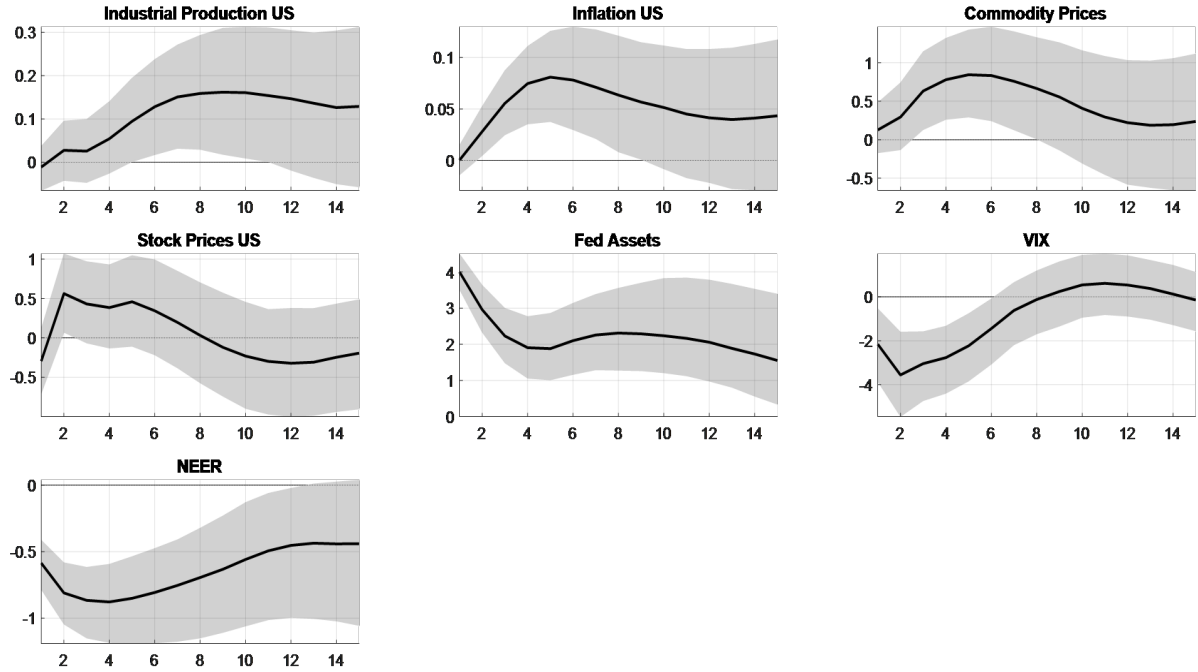 Industrial Production US
0.3
0.2
0.1
0
2 4 6 8 10 12 14
Inflation US
0.1
0.05
0
2 4 6 8 10 12 14
Commodity Prices
1
0.5
0
-0.5
2 4 6 8 10 12 14
Stock Prices US
1
0.5
0
-0.5
2 4 6 8 10 12 14
Fed Assets
4
3
2
1
0
2 4 6 8 10 12 14
VIX
0
-2
-4
2 4 6 8 10 12 14
NEER
0
-0.5
-1
2 4 6 8 10 12 14